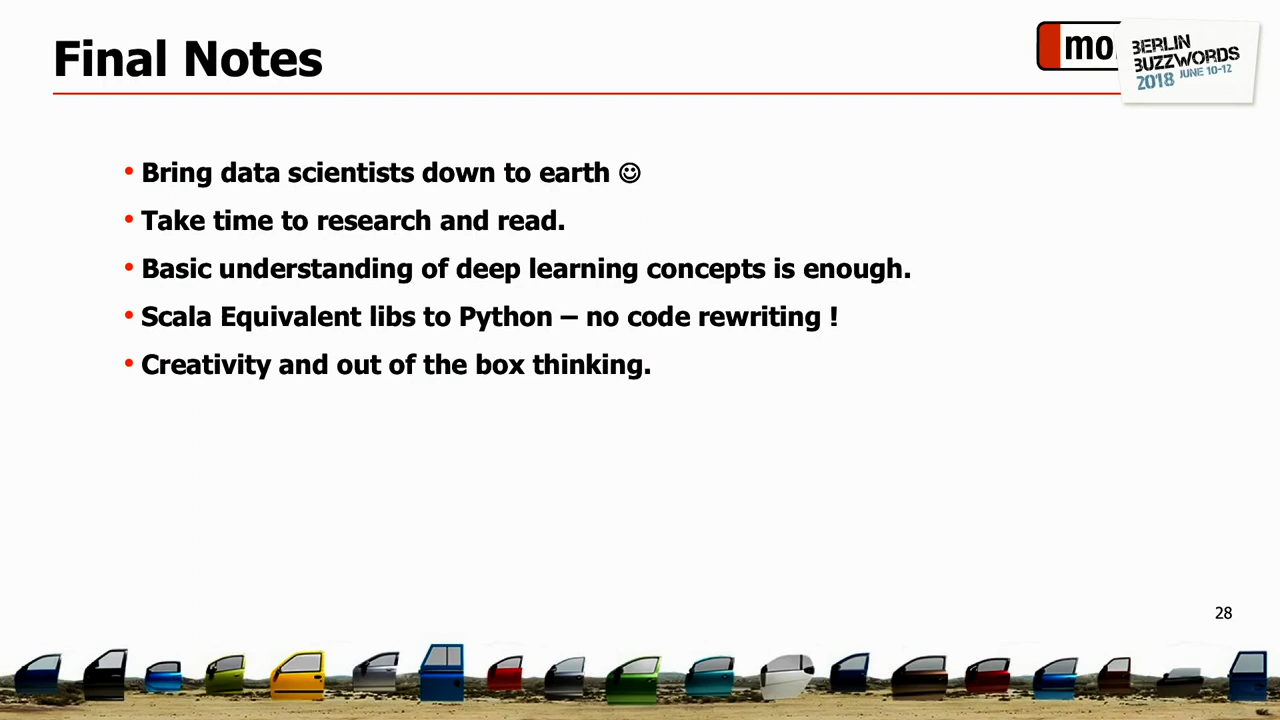 Final Notes
mo
BERLIN
BUZZWORDS
2018 JUNE 10-12
• Bring data scientists down to earth ☺
• Take time to research and read.
• Basic understanding of deep learning concepts is enough.
• Scala Equivalent libs to Python – no code rewriting !
• Creativity and out of the box thinking.
28